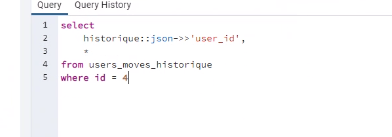 Query Query History
1 select
2 historique::json->>'user_id',
3 *
4 from users_moves_historique
5 where id = 4